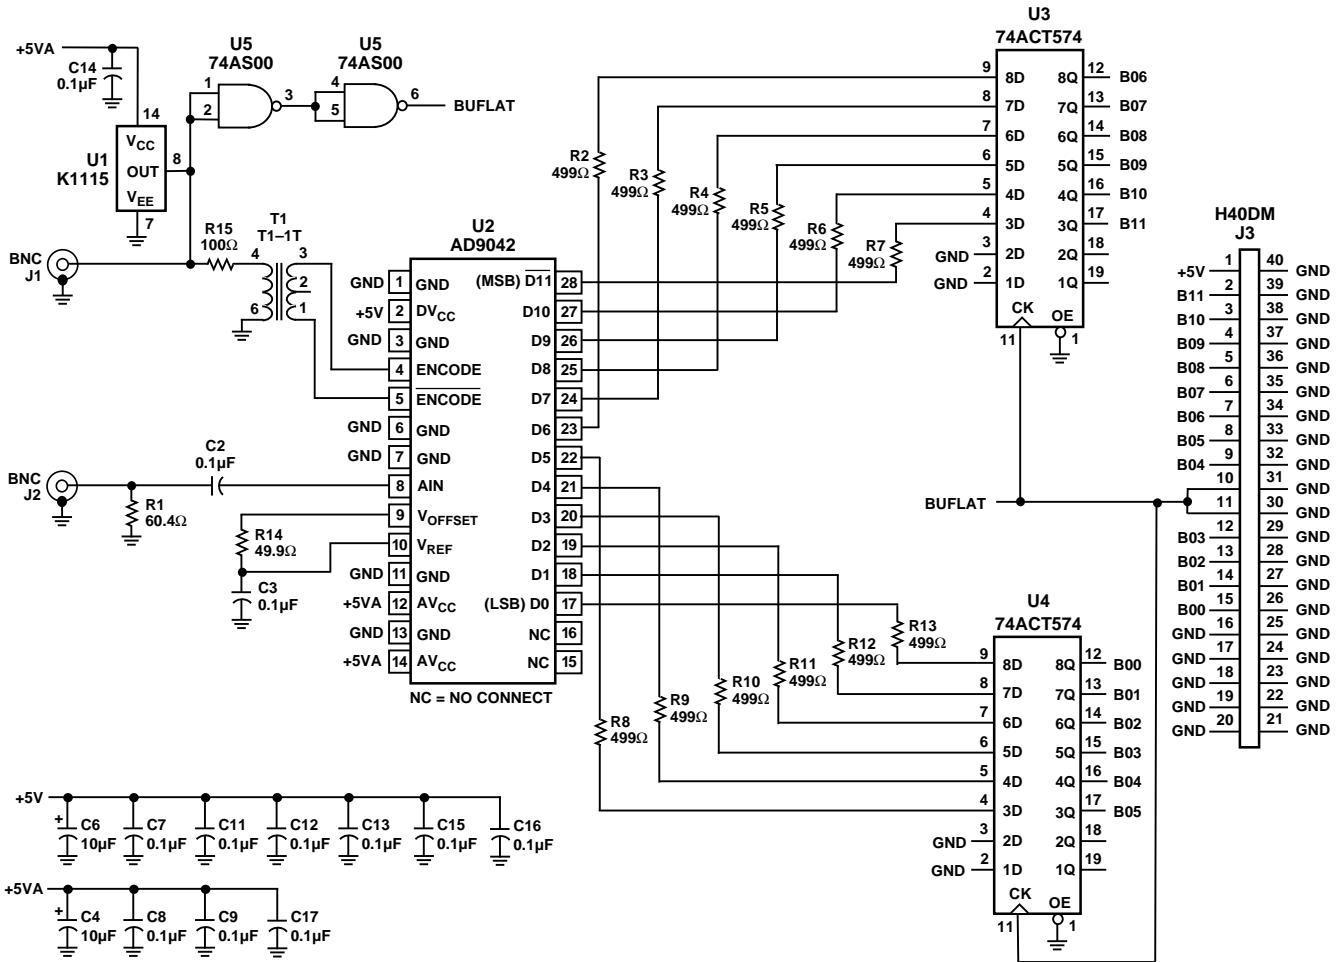 +5VA
C14
0.1µF
14
VCC
U1
K1115
OUT
8
VEE
7
U5
74AS00
1
2
3
U5
74AS00
4
5
6
BUFLAT
BNC
J1
R15
100Ω
T1
T1–1T
4
3
2
6
1
BNC
J2
R1
60.4Ω
C2
0.1µF
R14
49.9Ω
C3
0.1µF
U2
AD9042
GND 1 GND
+5V 2 DVCC
GND 3 GND
4 ENCODE
5 ENCODE
GND 6 GND
GND 7 GND
8 AIN
9 VOFFSET
10 VREF
GND 11 GND
+5VA 12 AVCC
GND 13 GND
+5VA 14 AVCC
(MSB) D11 28
D10 27
D9 26
D8 25
D7 24
D6 23
D5 22
D4 21
D3 20
D2 19
D1 18
(LSB) D0 17
NC 16
NC 15
NC = NO CONNECT
R2
499Ω
R3
499Ω
R4
499Ω
R5
499Ω
R6
499Ω
R7
499Ω
R8
499Ω
R9
499Ω
R10
499Ω
R11
499Ω
R12
499Ω
R13
499Ω
U3
74ACT574
9 8D 8Q 12 B06
8 7D 7Q 13 B07
7 6D 6Q 14 B08
6 5D 5Q 15 B09
5 4D 4Q 16 B10
4 3D 3Q 17 B11
GND 3 2D 2Q 18
GND 2 1D 1Q 19
CK OE
11 1
BUFLAT
U4
74ACT574
9 8D 8Q 12 B00
8 7D 7Q 13 B01
7 6D 6Q 14 B02
6 5D 5Q 15 B03
5 4D 4Q 16 B04
4 3D 3Q 17 B05
GND 3 2D 2Q 18
GND 2 1D 1Q 19
CK OE
11 1
H40DM
J3
+5V 1 40 GND
B11 2 39 GND
B10 3 38 GND
B09 4 37 GND
B08 5 36 GND
B07 6 35 GND
B06 7 34 GND
B05 8 33 GND
B04 9 32 GND
10 31 GND
11 30 GND
B03 12 29 GND
B02 13 28 GND
B01 14 27 GND
B00 15 26 GND
GND 16 25 GND
GND 17 24 GND
GND 18 23 GND
GND 19 22 GND
GND 20 21 GND
+5V
+ C6
10µF
C7
0.1µF
C11
0.1µF
C12
0.1µF
C13
0.1µF
C15
0.1µF
C16
0.1µF
+5VA
+ C4
10µF
C8
0.1µF
C9
0.1µF
C17
0.1µF